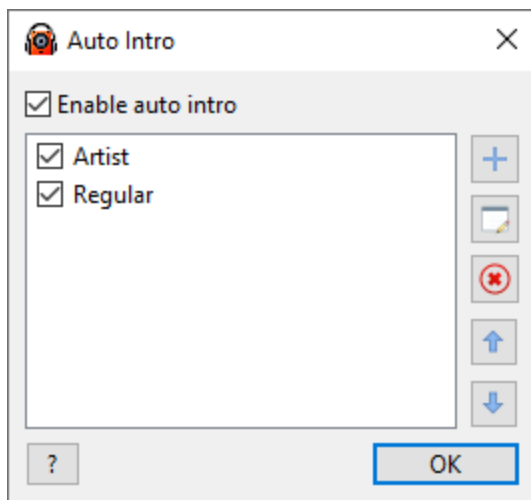 Auto Intro
Enable auto intro
Artist
Regular
?
OK